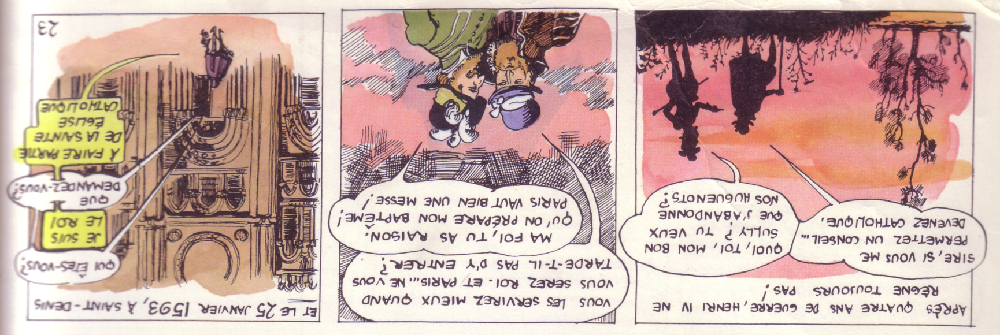 APRÈS QUATRE ANS DE GUERRE, HENRI IV NE
RÈGNE TOUJOURS PAS!
SIRE, SI VOUS ME
PERMETTEZ UN CONSEIL...
DEVENEZ CATHOLIQUE.
QUOI, TOI, MON BON
SULLY? TU VEUX
QUE J'ABANDONNE
NOS HUGUENOTS?
VOUS LES SERVIREZ MIEUX QUAND
VOUS SEREZ ROI. ET PARIS... NE VOUS
TARDE-T-IL PAS D'Y ENTRER?
MA FOI, TU AS RAISON.
QU'ON PRÉPARE MON BAPTÊME!
PARIS VAUT BIEN UNE MESSE!
ET LE 25 JANVIER 1593, À SAINT-DENIS
QUI ÊTES-VOUS?
JE SUIS
LE ROI
QUE
DEMANDEZ-VOUS?
À FAIRE PARTIE
DE LA SAINTE
ÉGLISE
CATHOLIQUE
23